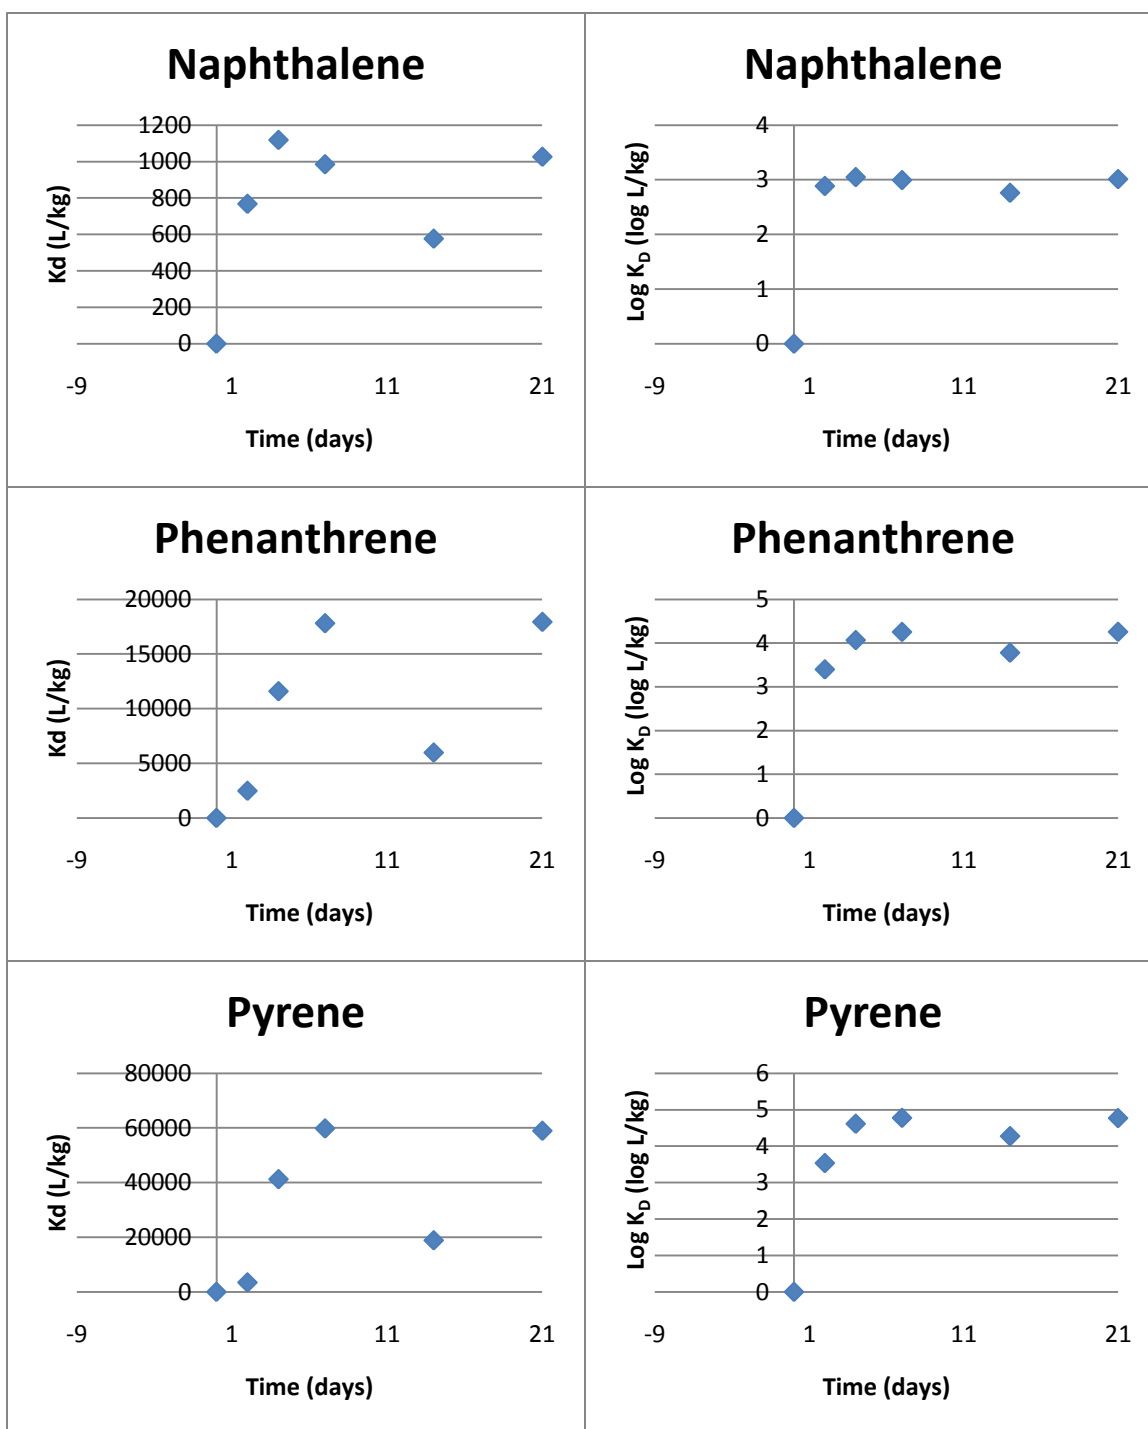 Naphthalene
1200
1000
800
600
400
200
0
Kd (L/kg)
-9 1 11 21
Time (days)
Naphthalene
4
3
2
1
0
Log K_D (log L/kg)
-9 1 11 21
Time (days)
Phenanthrene
20000
15000
10000
5000
0
Kd (L/kg)
-9 1 11 21
Time (days)
Phenanthrene
5
4
3
2
1
0
Log K_D (log L/kg)
-9 1 11 21
Time (days)
Pyrene
80000
60000
40000
20000
0
Kd (L/kg)
-9 1 11 21
Time (days)
Pyrene
6
5
4
3
2
1
0
Log K_D (log L/kg)
-9 1 11 21
Time (days)